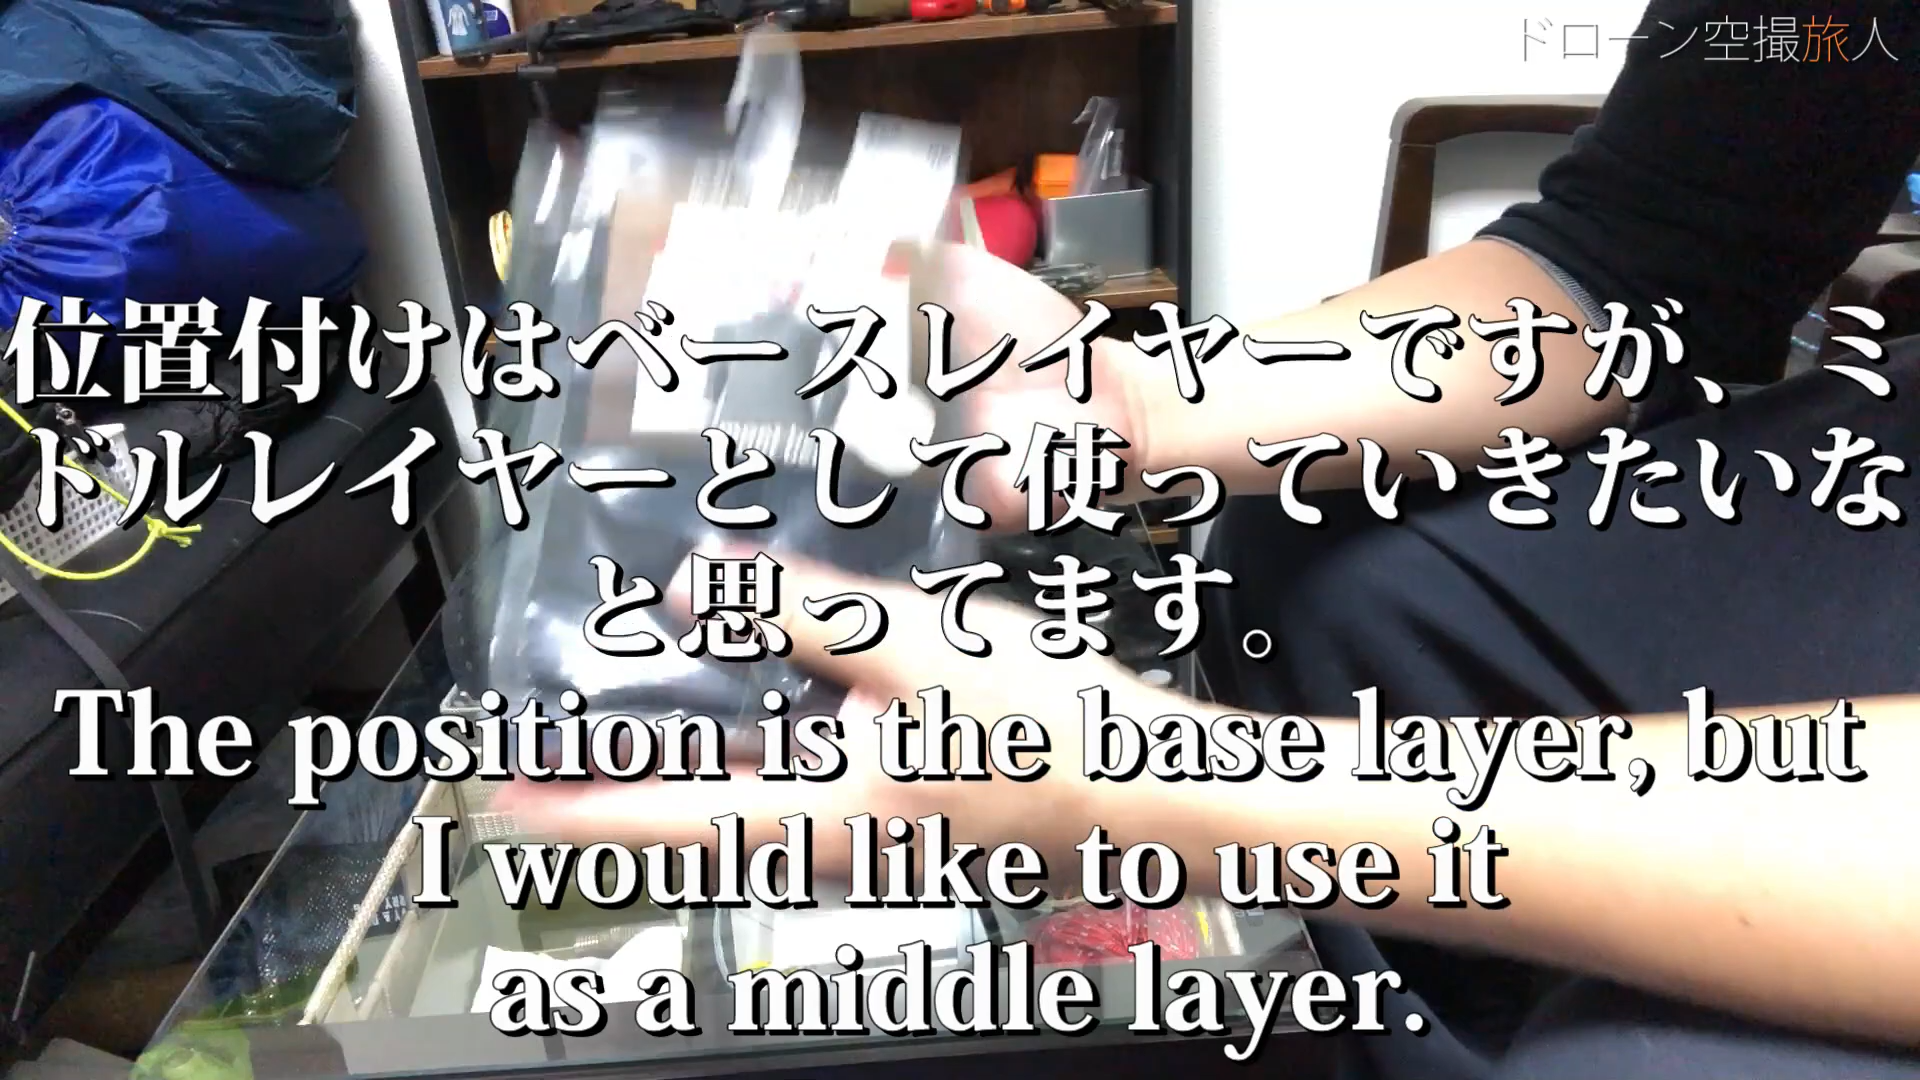 ドローン空撮旅人
位置付けはベースレイヤーですが、ミ
ドルレイヤーとして使っていきたいな
と思ってます。
The position is the base layer, but
I would like to use it
as a middle layer.